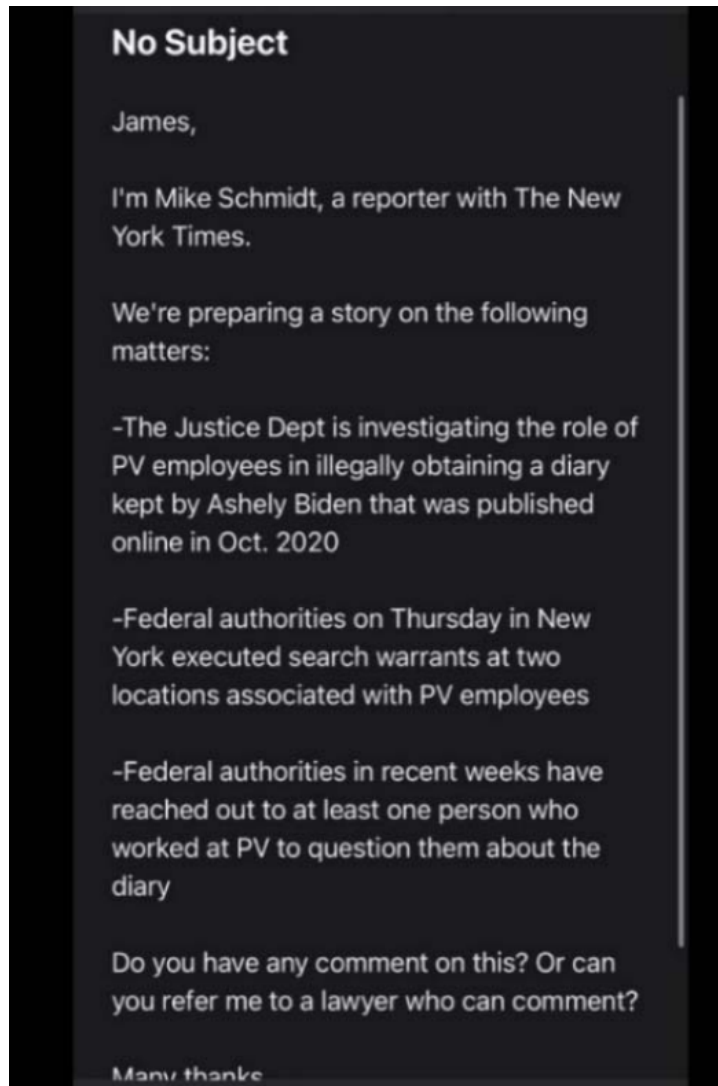 No Subject
James,
I'm Mike Schmidt, a reporter with The New
York Times.
We're preparing a story on the following
matters:
-The Justice Dept is investigating the role of
PV employees in illegally obtaining a diary
kept by Ashely Biden that was published
online in Oct. 2020
-Federal authorities on Thursday in New
York executed search warrants at two
locations associated with PV employees
-Federal authorities in recent weeks have
reached out to at least one person who
worked at PV to question them about the
diary
Do you have any comment on this? Or can
you refer me to a lawyer who can comment?
Many thanks